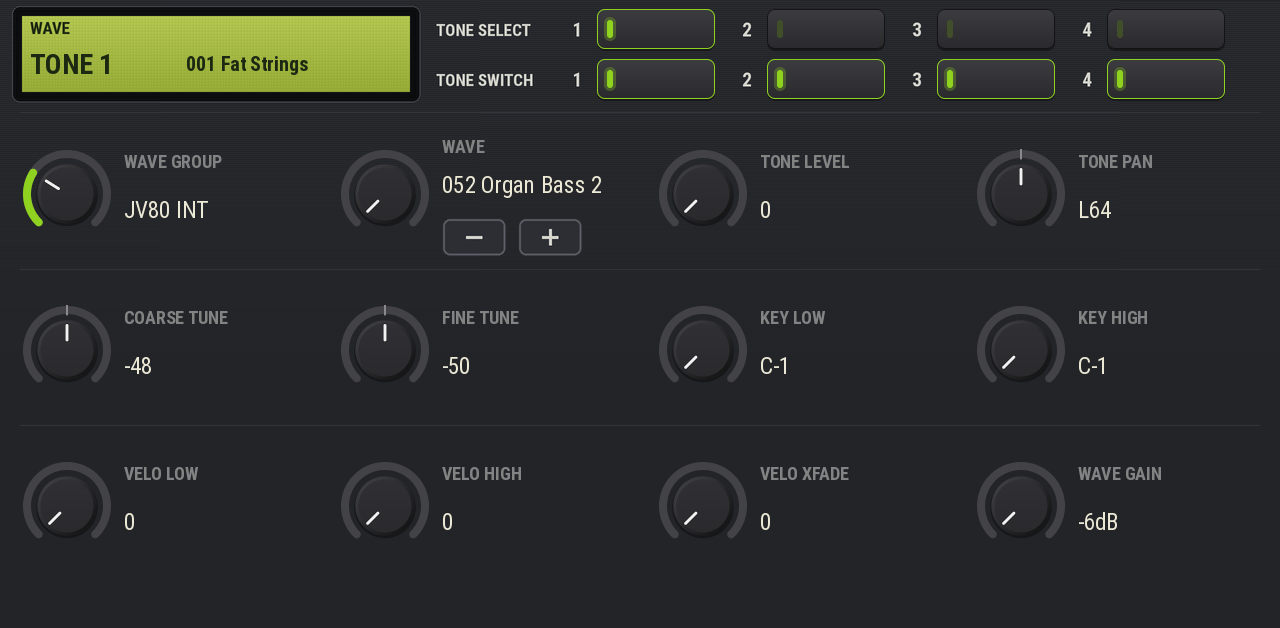 WAVE
TONE 1 001 Fat Strings
TONE SELECT 1 2 3 4
TONE SWITCH 1 2 3 4
WAVE GROUP
JV80 INT
WAVE
052 Organ Bass 2
− +
TONE LEVEL
0
TONE PAN
L64
COARSE TUNE
-48
FINE TUNE
-50
KEY LOW
C-1
KEY HIGH
C-1
VELO LOW
0
VELO HIGH
0
VELO XFADE
0
WAVE GAIN
-6dB